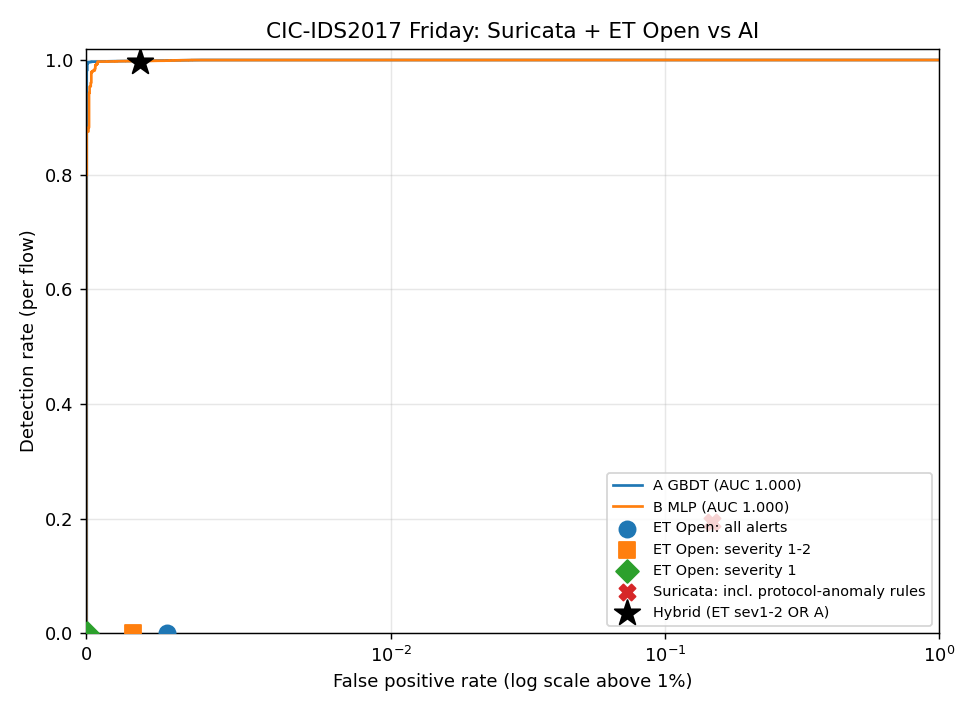 CIC-IDS2017 Friday: Suricata + ET Open vs AI
Detection rate (per flow)
1.0
0.8
0.6
0.4
0.2
0.0
A GBDT (AUC 1.000)
B MLP (AUC 1.000)
ET Open: all alerts
ET Open: severity 1-2
ET Open: severity 1
Suricata: incl. protocol-anomaly rules
Hybrid (ET sev1-2 OR A)
0
10⁻²
10⁻¹
10⁰
False positive rate (log scale above 1%)